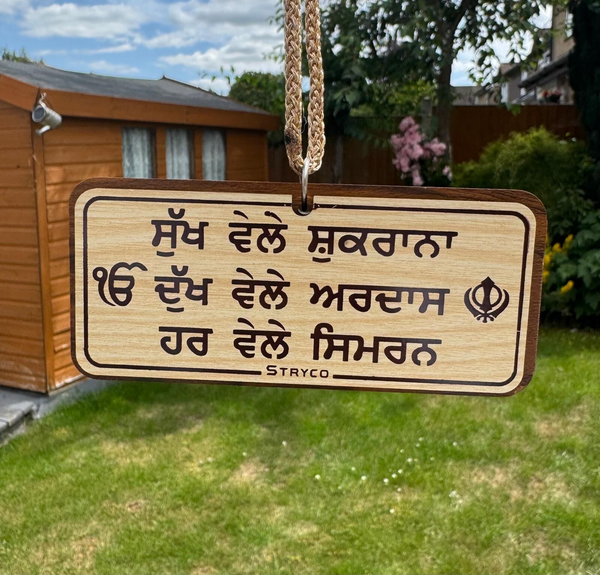 ਸੁੱਖ ਵੇਲੇ ਸ਼ੁਕਰਾਨਾ
ੴ ਦੁੱਖ ਵੇਲੇ ਅਰਦਾਸ
ਹਰ ਵੇਲੇ ਸਿਮਰਨ
STRYCO